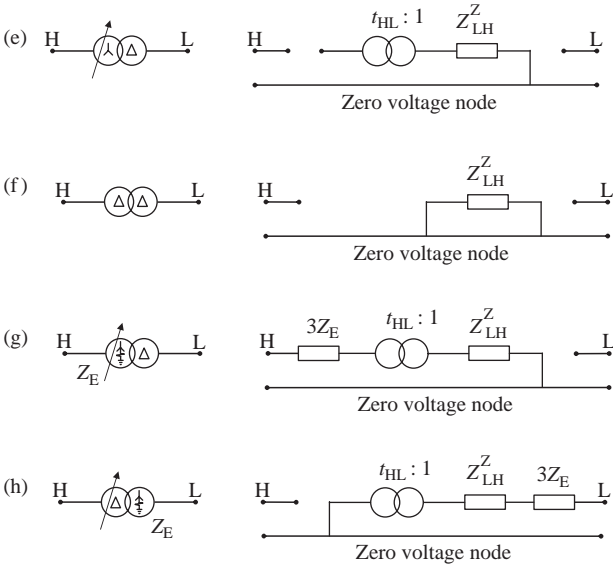 (e) H L H t_HL : 1 Z^Z_LH L
Δ
Zero voltage node
(f) H L H Z^Z_LH L
Δ Δ
Zero voltage node
(g) H L H 3Z_E t_HL : 1 Z^Z_LH L
Δ
Z_E
Zero voltage node
(h) H L H t_HL : 1 Z^Z_LH 3Z_E L
Δ
Z_E
Zero voltage node